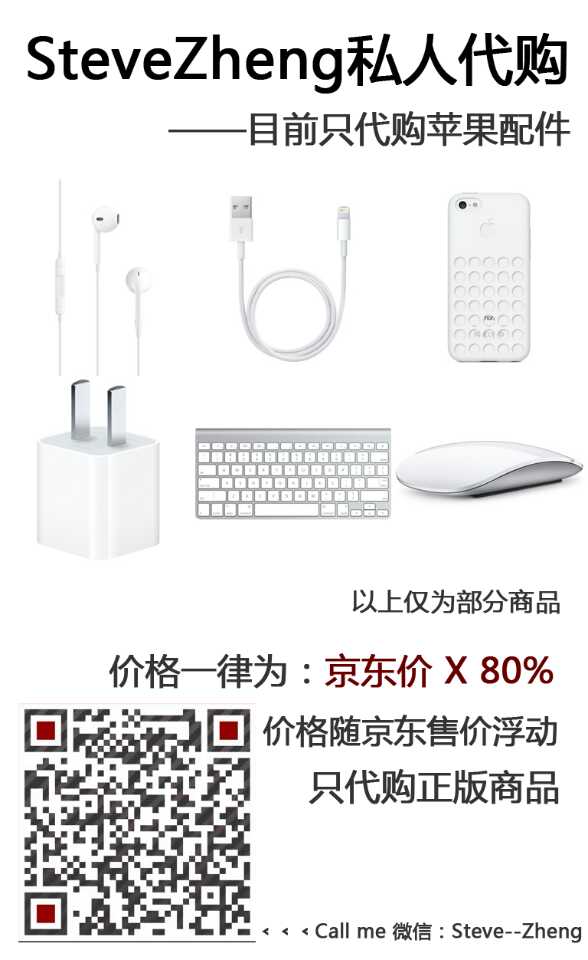 SteveZheng私人代购
——目前只代购苹果配件
以上仅为部分商品
价格一律为：京东价 X 80%
价格随京东售价浮动
只代购正版商品
< < < Call me 微信：Steve--Zheng